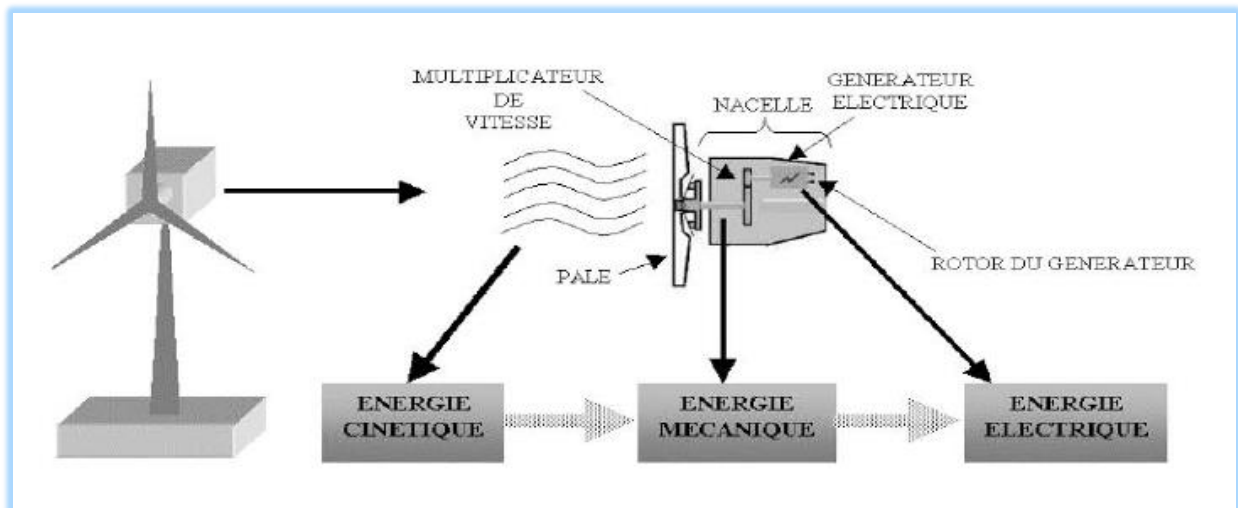 MULTIPLICATEUR
DE
VITESSE
NACELLE
GENERATEUR
ELECTRIQUE
PALE
ROTOR DU GENERATEUR
ENERGIE
CINETIQUE
ENERGIE
MECANIQUE
ENERGIE
ELECTRIQUE